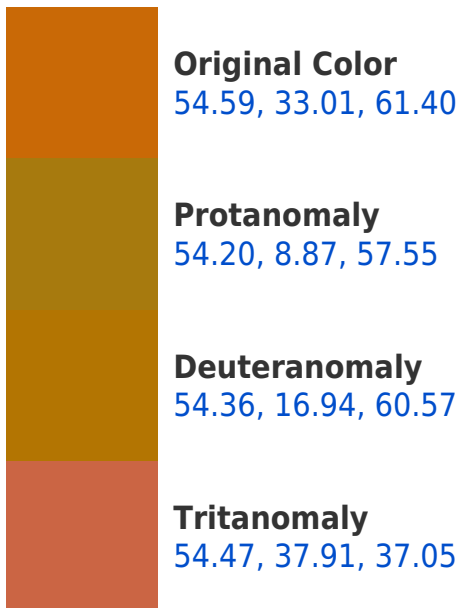 Original Color
54.59, 33.01, 61.40
Protanomaly
54.20, 8.87, 57.55
Deuteranomaly
54.36, 16.94, 60.57
Tritanomaly
54.47, 37.91, 37.05